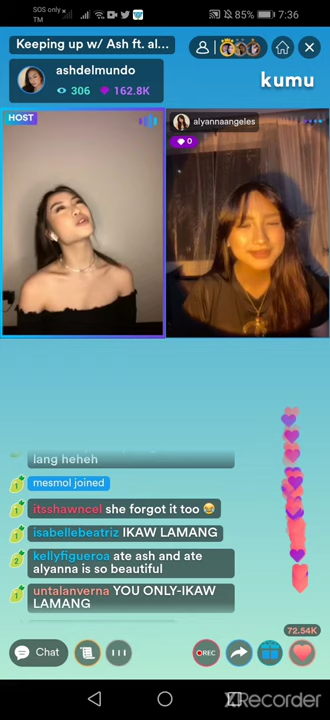 SOS only
TM
85% 7:36
Keeping up w/ Ash ft. al...
ashdelmundo
306 162.8K
kumu
HOST
alyannaangeles
0
lang heheh
mesmol joined
itsshawncel she forgot it too 😂
isabellebeatriz IKAW LAMANG
kellyfigueroa ate ash and ate
alyanna is so beautiful
untalanverna YOU ONLY-IKAW
LAMANG
72.54K
Chat
REC
XRecorder